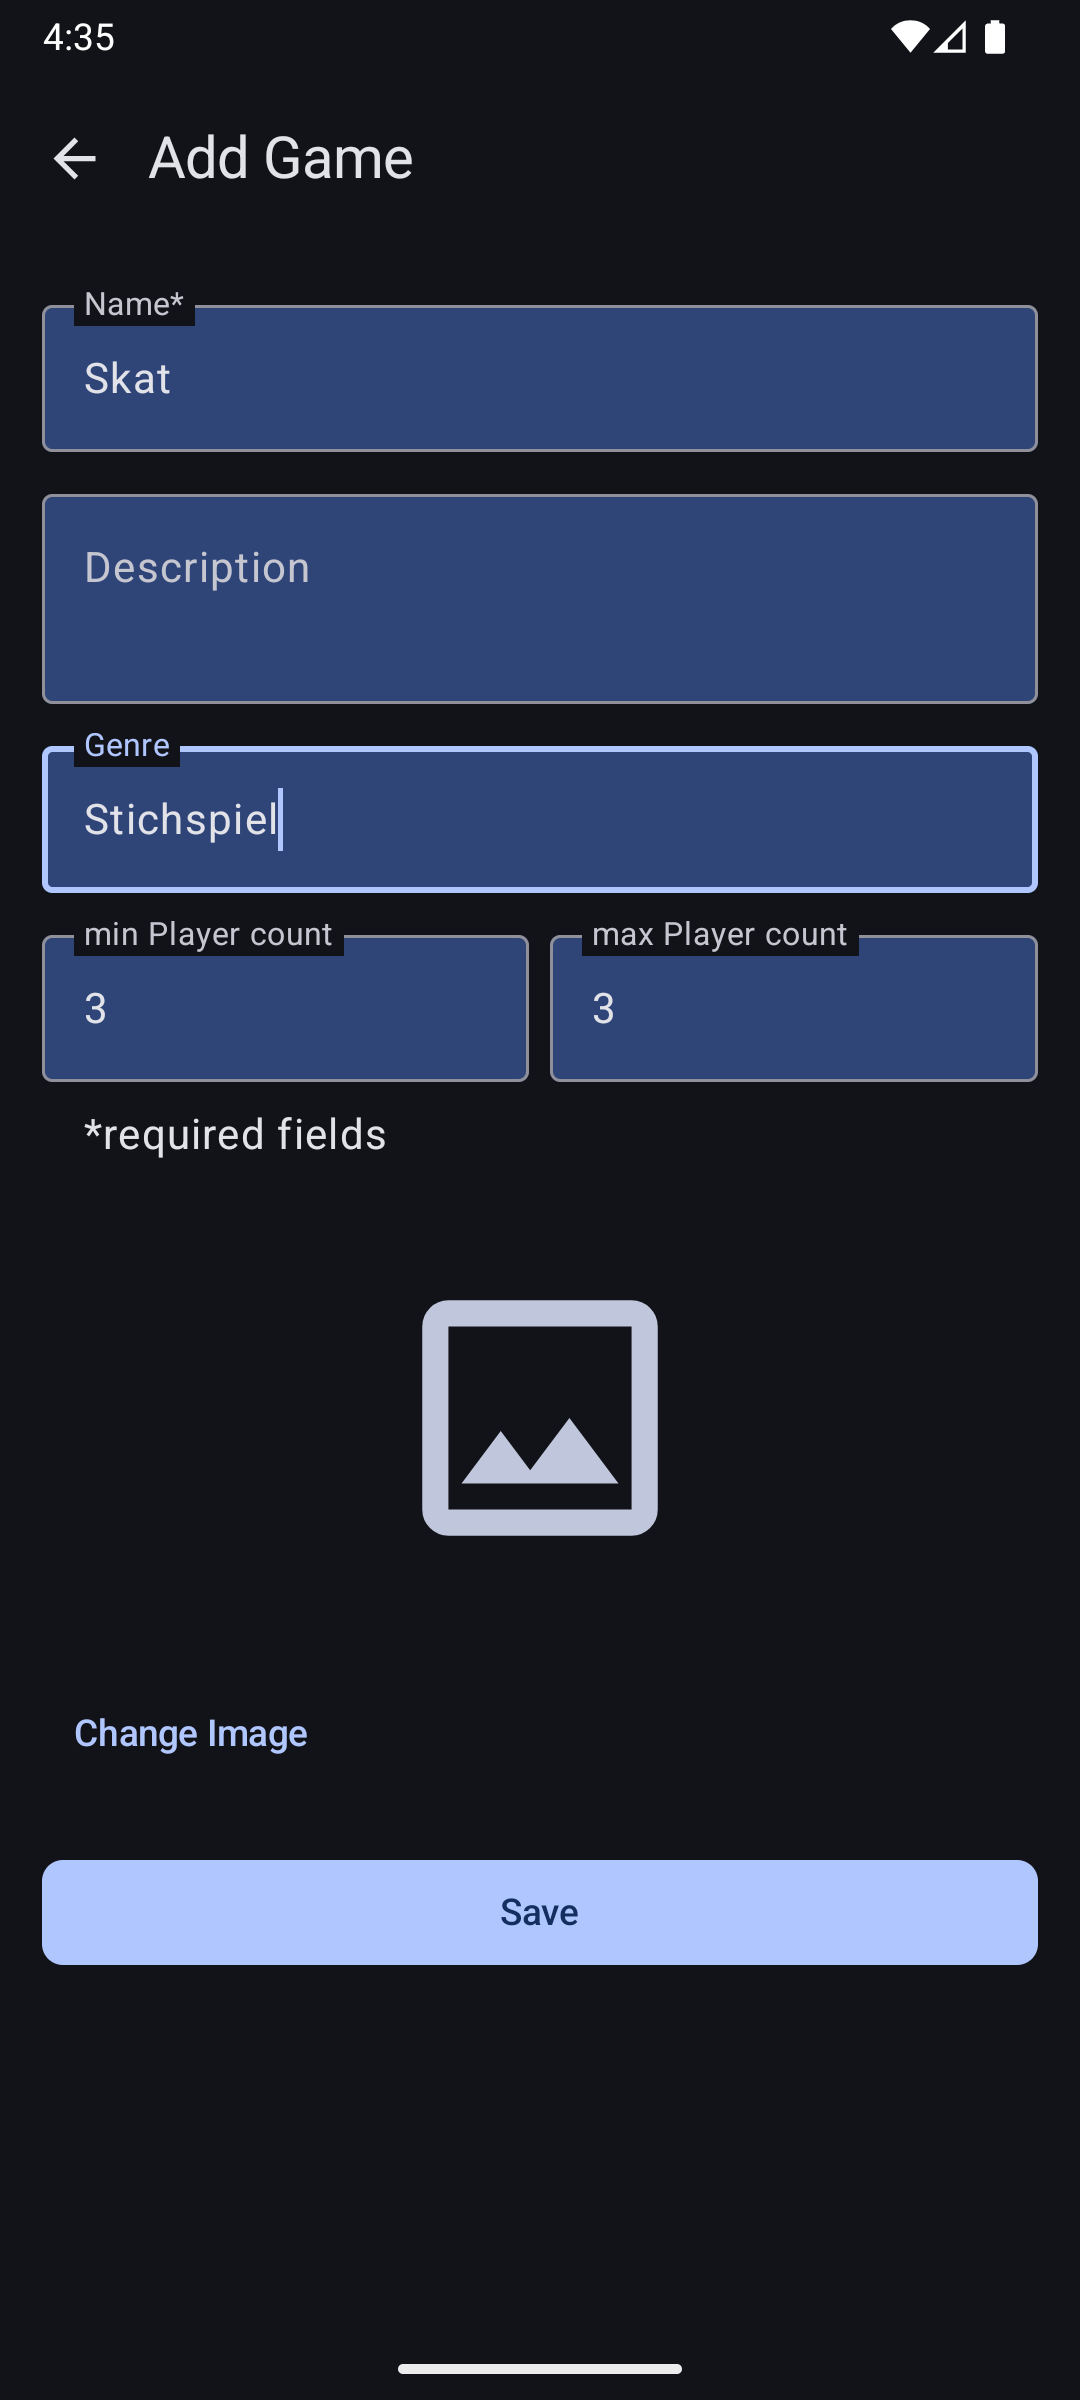 4:35
Add Game
Name*
Skat
Description
Genre
Stichspiel
min Player count
max Player count
3
3
*required fields
Change Image
Save